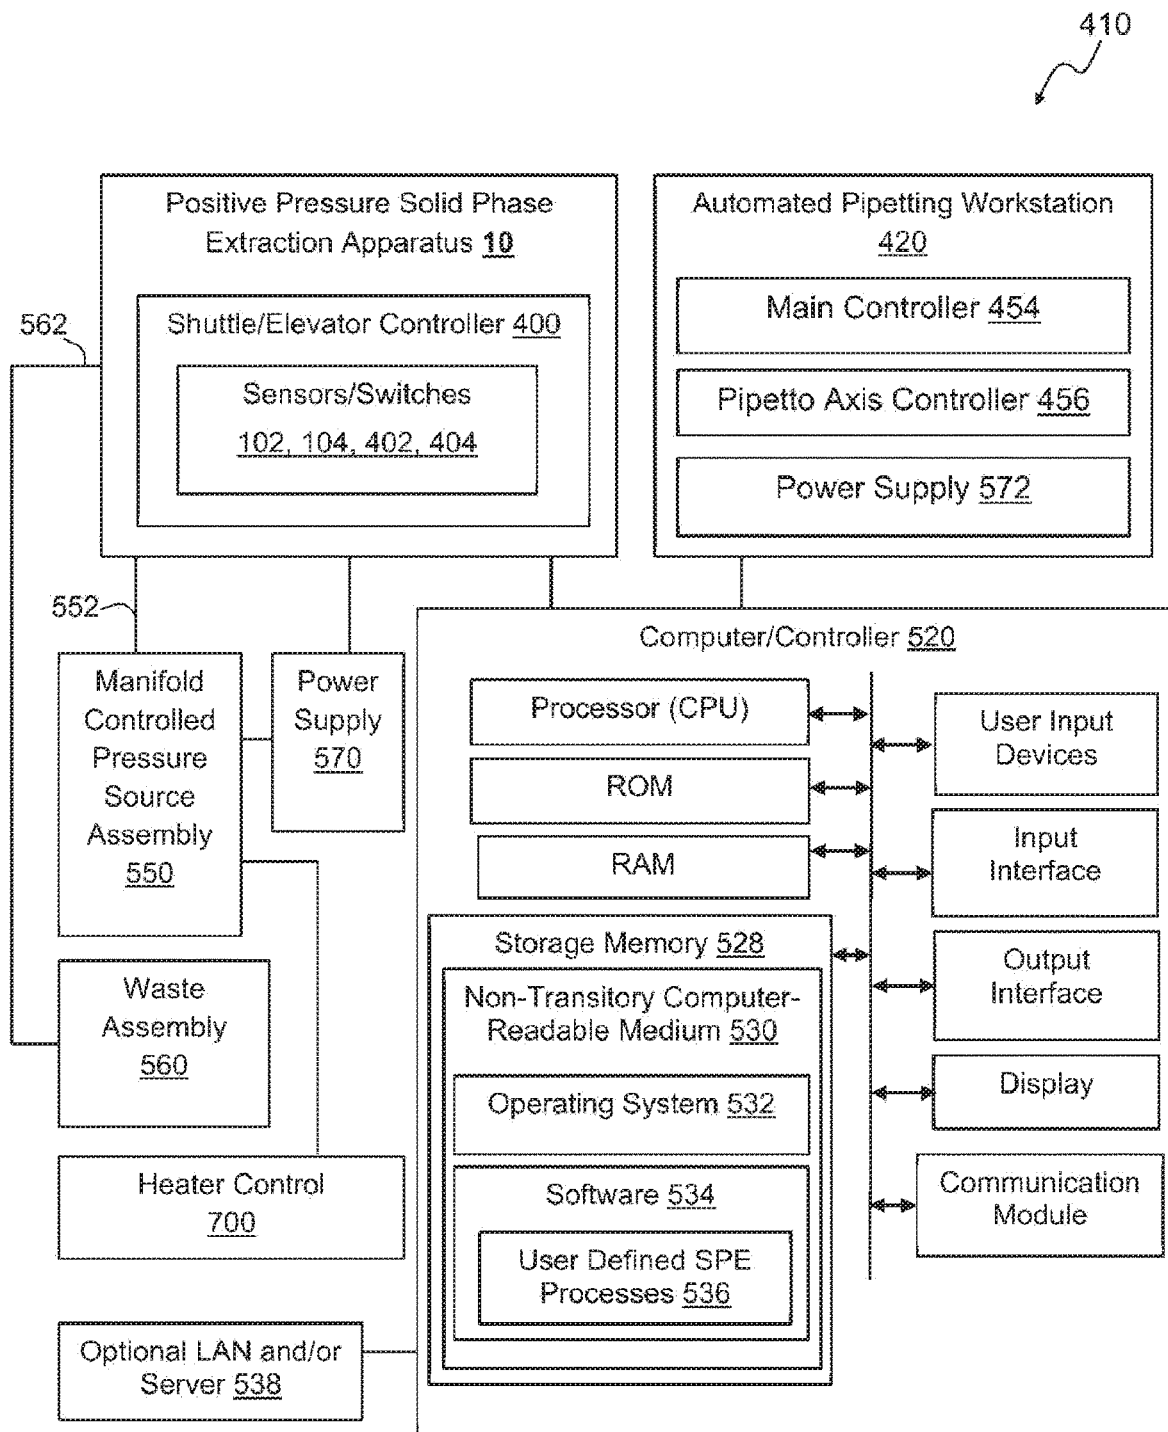 410
Positive Pressure Solid Phase
Extraction Apparatus 10
Shuttle/Elevator Controller 400
Sensors/Switches
102, 104, 402, 404
562
Automated Pipetting Workstation
420
Main Controller 454
Pipetto Axis Controller 456
Power Supply 572
552
Manifold
Controlled
Pressure
Source
Assembly
550
Power
Supply
570
Waste
Assembly
560
Heater Control
700
Optional LAN and/or
Server 538
Computer/Controller 520
Processor (CPU)
ROM
RAM
Storage Memory 528
Non-Transitory Computer-
Readable Medium 530
Operating System 532
Software 534
User Defined SPE
Processes 536
User Input
Devices
Input
Interface
Output
Interface
Display
Communication
Module